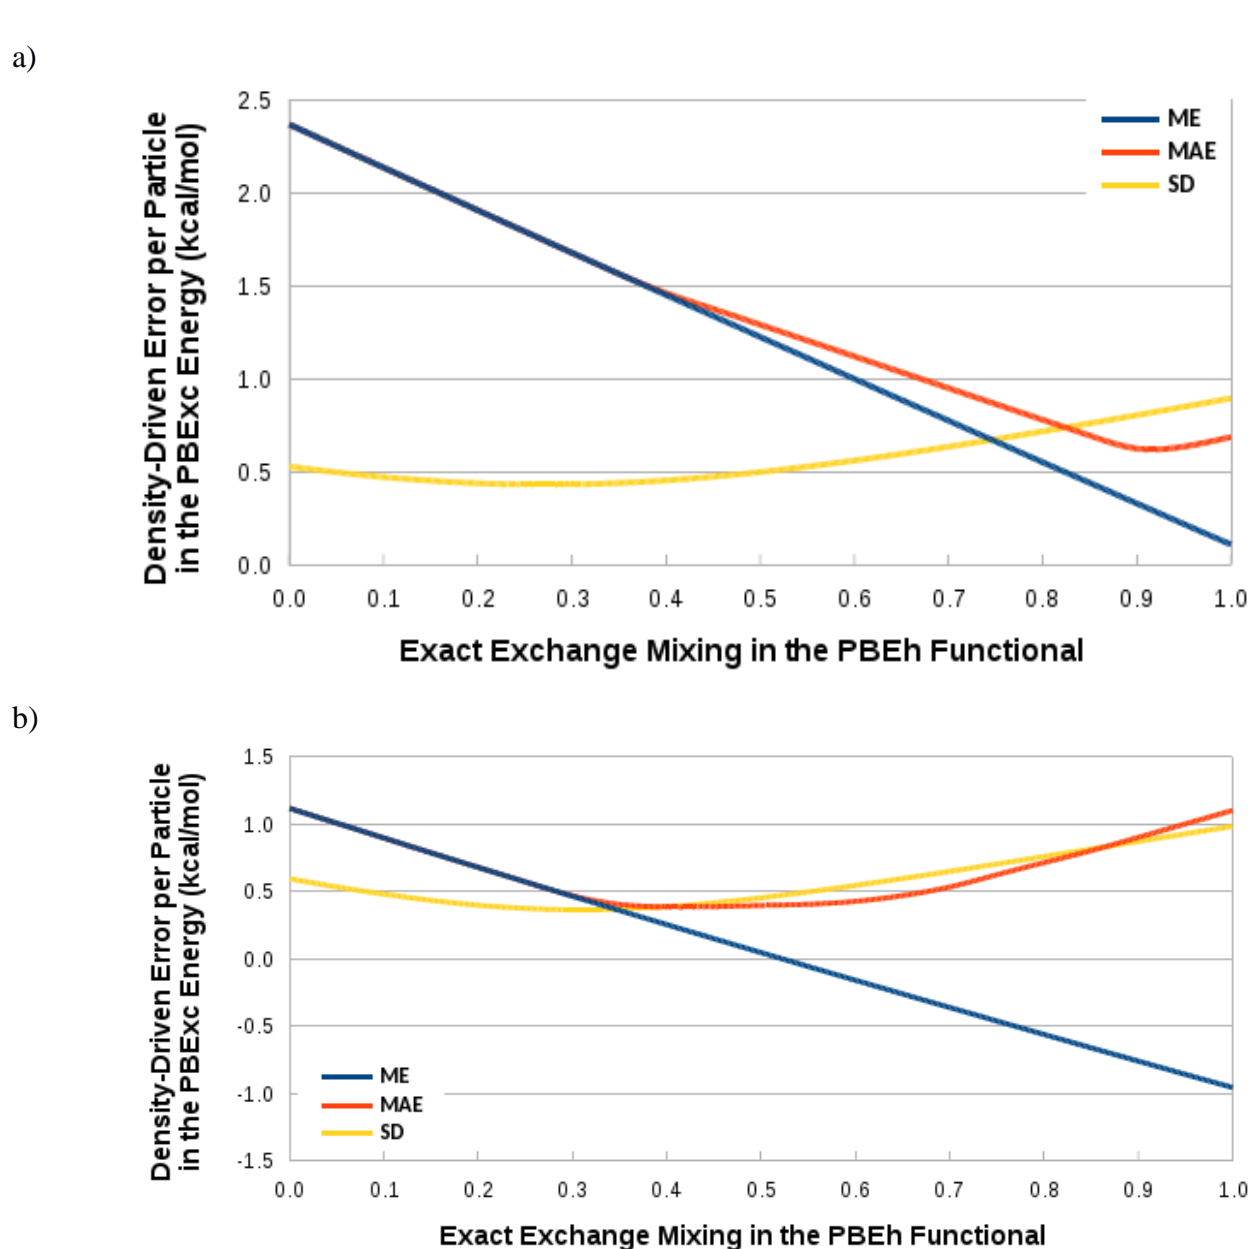 a)
Density-Driven Error per Particle
in the PBExc Energy (kcal/mol)
2.5
2.0
1.5
1.0
0.5
0.0
ME
MAE
SD
0.0 0.1 0.2 0.3 0.4 0.5 0.6 0.7 0.8 0.9 1.0
Exact Exchange Mixing in the PBEh Functional
b)
Density-Driven Error per Particle
in the PBExc Energy (kcal/mol)
1.5
1.0
0.5
0.0
-0.5
-1.0
-1.5
ME
MAE
SD
0.0 0.1 0.2 0.3 0.4 0.5 0.6 0.7 0.8 0.9 1.0
Exact Exchange Mixing in the PBEh Functional